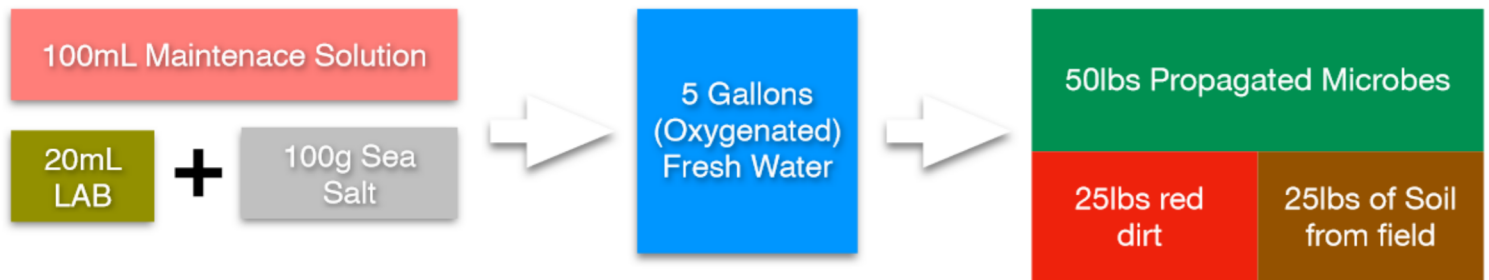 100mL Maintenace Solution
20mL
LAB
+
100g Sea
Salt
5 Gallons
(Oxygenated)
Fresh Water
50lbs Propagated Microbes
25lbs red
dirt
25lbs of Soil
from field